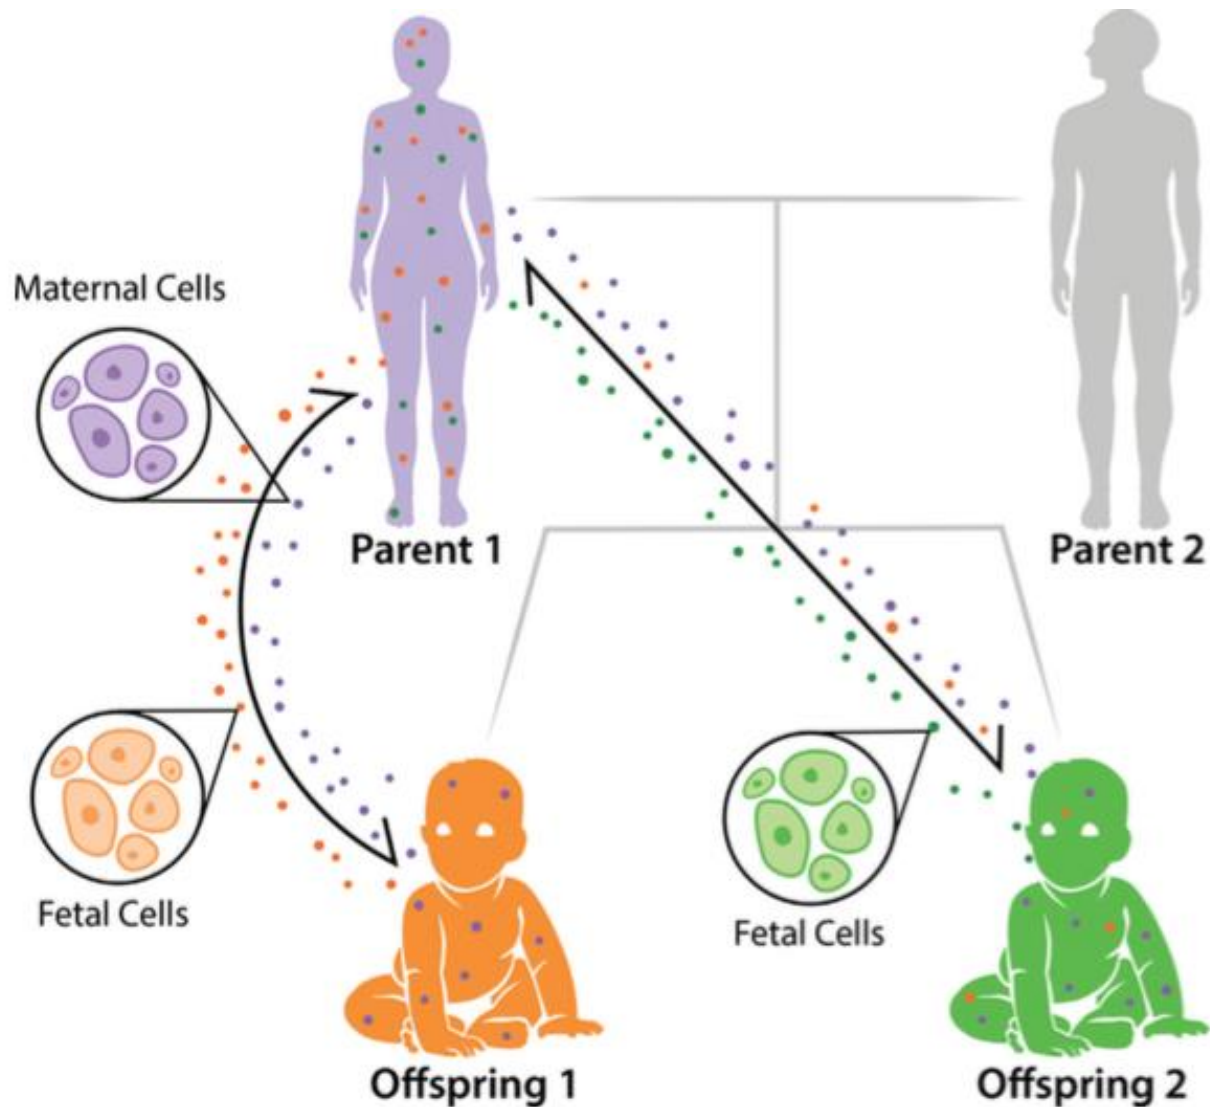 Maternal Cells
Parent 1
Parent 2
Fetal Cells
Fetal Cells
Offspring 1
Offspring 2